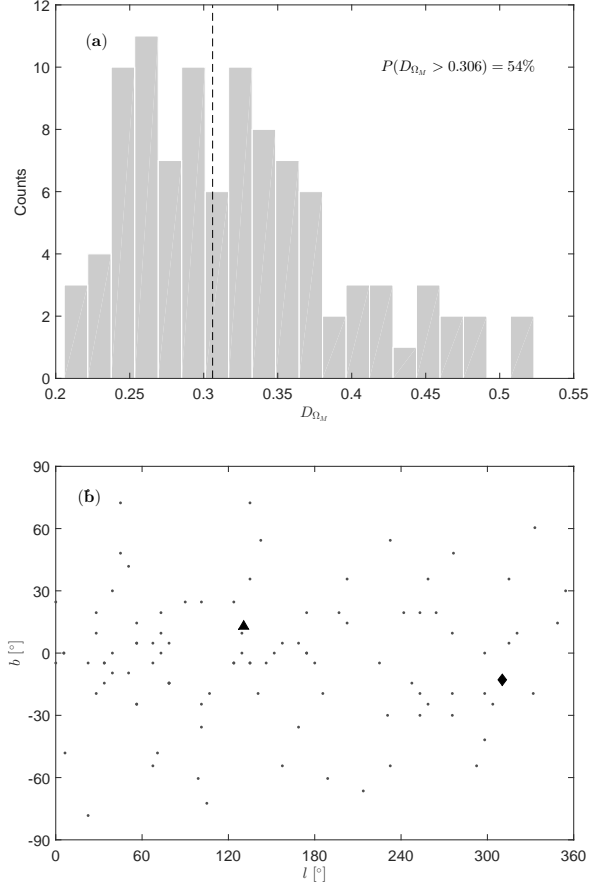 12
(a)
P(D_{Ω_M} > 0.306) = 54%
10
8
6
4
2
0
Counts
0.2 0.25 0.3 0.35 0.4 0.45 0.5 0.55
D_{Ω_M}
90
(b)
60
30
0
-30
-60
-90
b [°]
0 60 120 180 240 300 360
l [°]